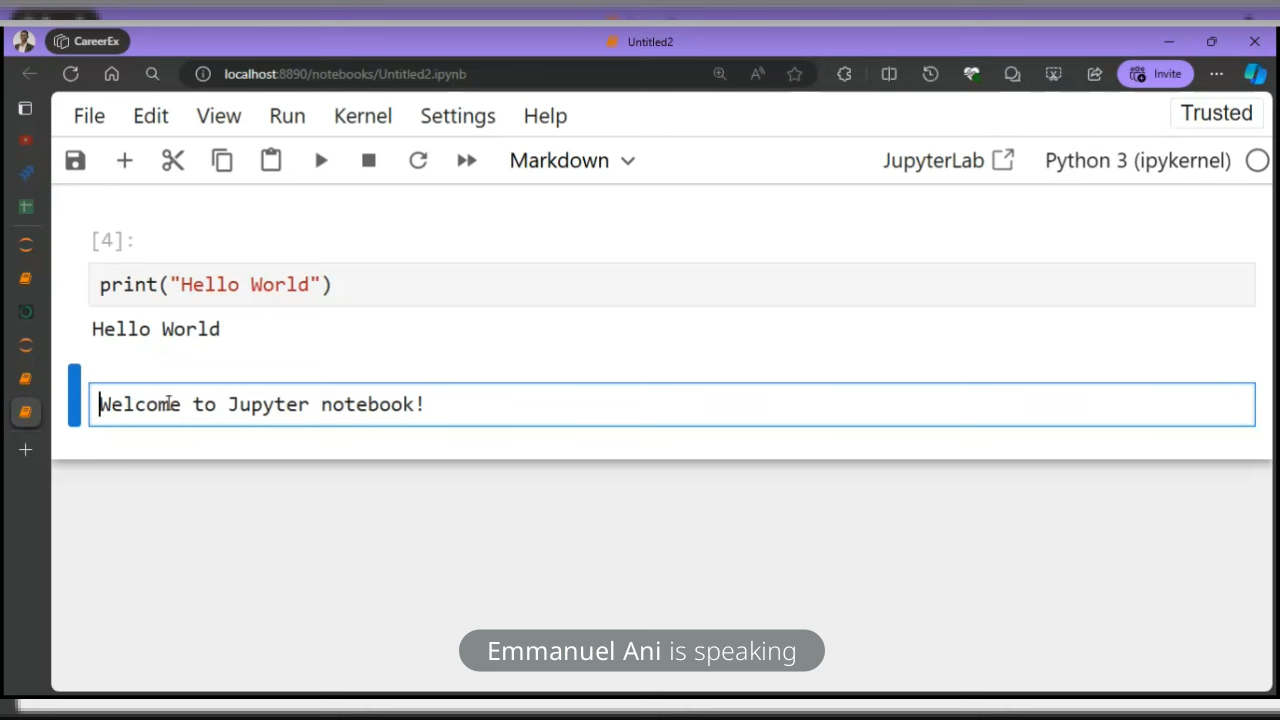 CareerEx
Untitled2
localhost:8890/notebooks/Untitled2.ipynb
Invite
File Edit View Run Kernel Settings Help
Trusted
Markdown
JupyterLab
Python 3 (ipykernel)
[4]:
print("Hello World")
Hello World
Welcome to Jupyter notebook!
Emmanuel Ani is speaking